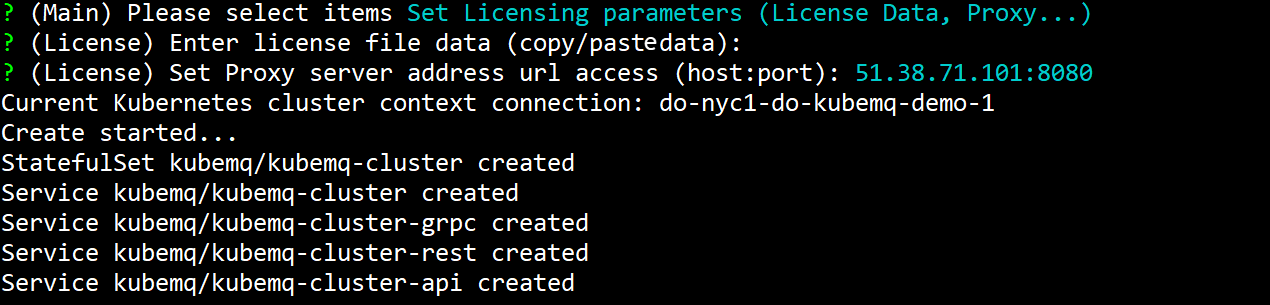 ? (Main) Please select items Set Licensing parameters (License Data, Proxy...)
? (License) Enter license file data (copy/paste data):
? (License) Set Proxy server address url access (host:port): 51.38.71.101:8080
Current Kubernetes cluster context connection: do-nyc1-do-kubemq-demo-1
Create started...
StatefulSet kubemq/kubemq-cluster created
Service kubemq/kubemq-cluster created
Service kubemq/kubemq-cluster-grpc created
Service kubemq/kubemq-cluster-rest created
Service kubemq/kubemq-cluster-api created